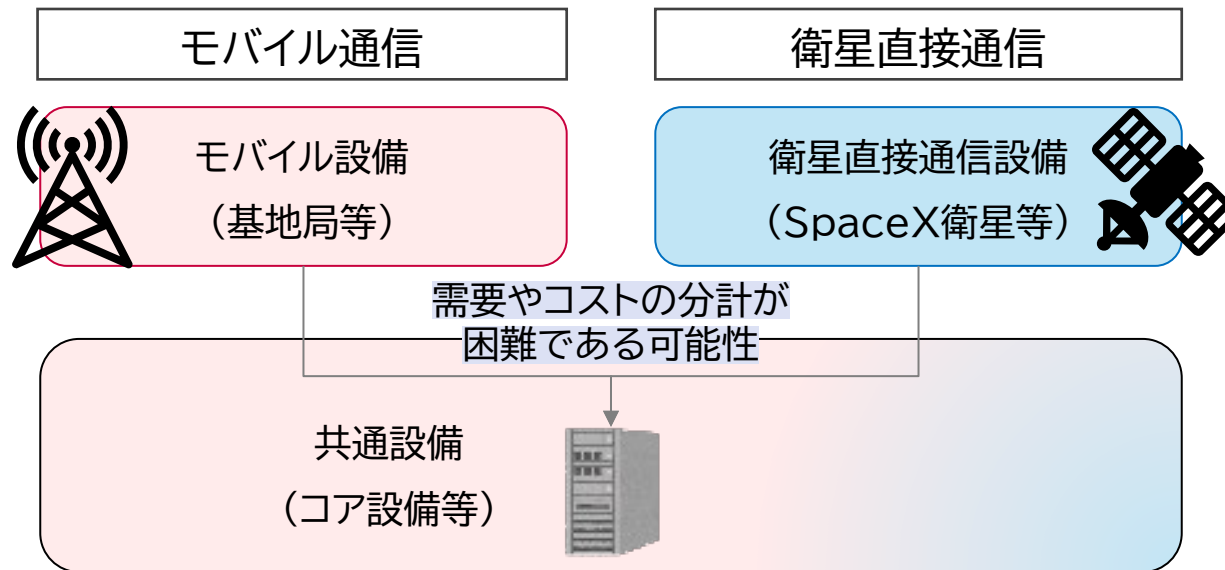 モバイル通信
衛星直接通信
モバイル設備
（基地局等）
衛星直接通信設備
（SpaceX衛星等）
需要やコストの分計が
困難である可能性
共通設備
（コア設備等）